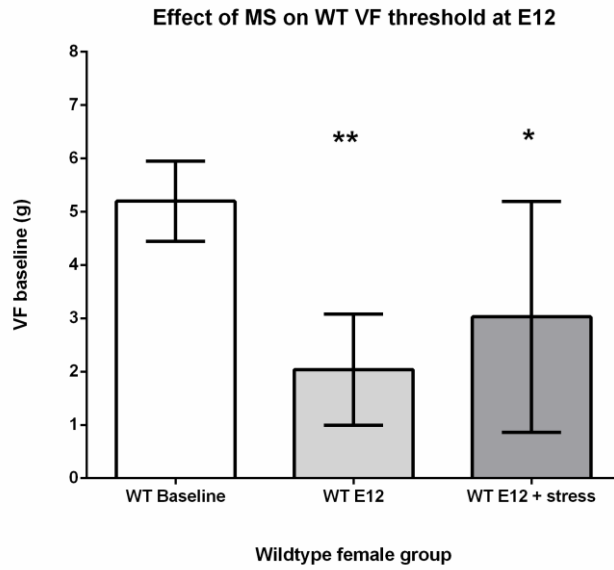 Effect of MS on WT VF threshold at E12
8
7
6
5
4
3
2
1
0
VF baseline (g)
** *
WT Baseline WT E12 WT E12 + stress
Wildtype female group